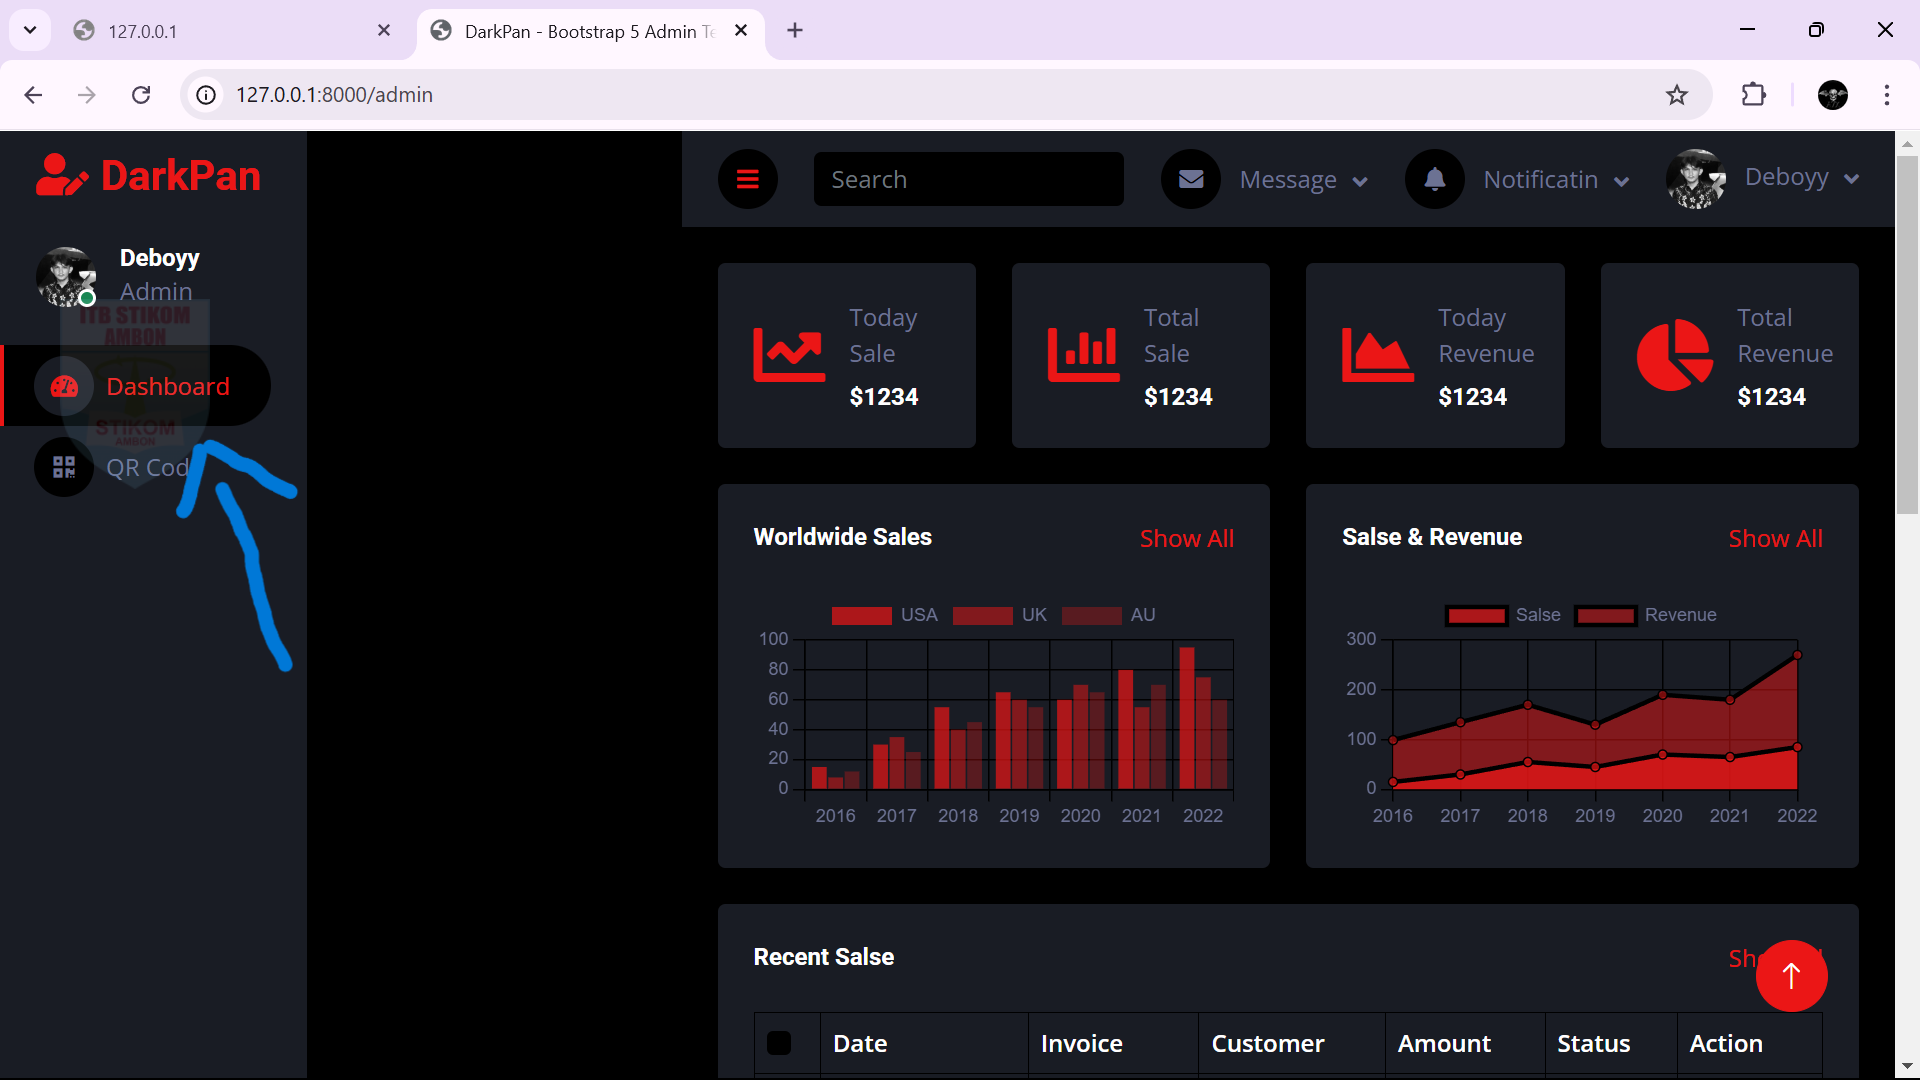 127.0.0.1
DarkPan - Bootstrap 5 Admin Te
127.0.0.1:8000/admin
DarkPan
Deboyy
Admin
ITB STIKOM
AMBON
Dashboard
STIKOM
AMBON
QR Cod
Search
Message
Notificatin
Deboyy
Today
Sale
$1234
Total
Sale
$1234
Today
Revenue
$1234
Total
Revenue
$1234
Worldwide Sales
Show All
USA UK AU
100
80
60
40
20
0
2016 2017 2018 2019 2020 2021 2022
Salse & Revenue
Show All
Salse Revenue
300
200
100
0
2016 2017 2018 2019 2020 2021 2022
Recent Salse
Sh
Date Invoice Customer Amount Status Action